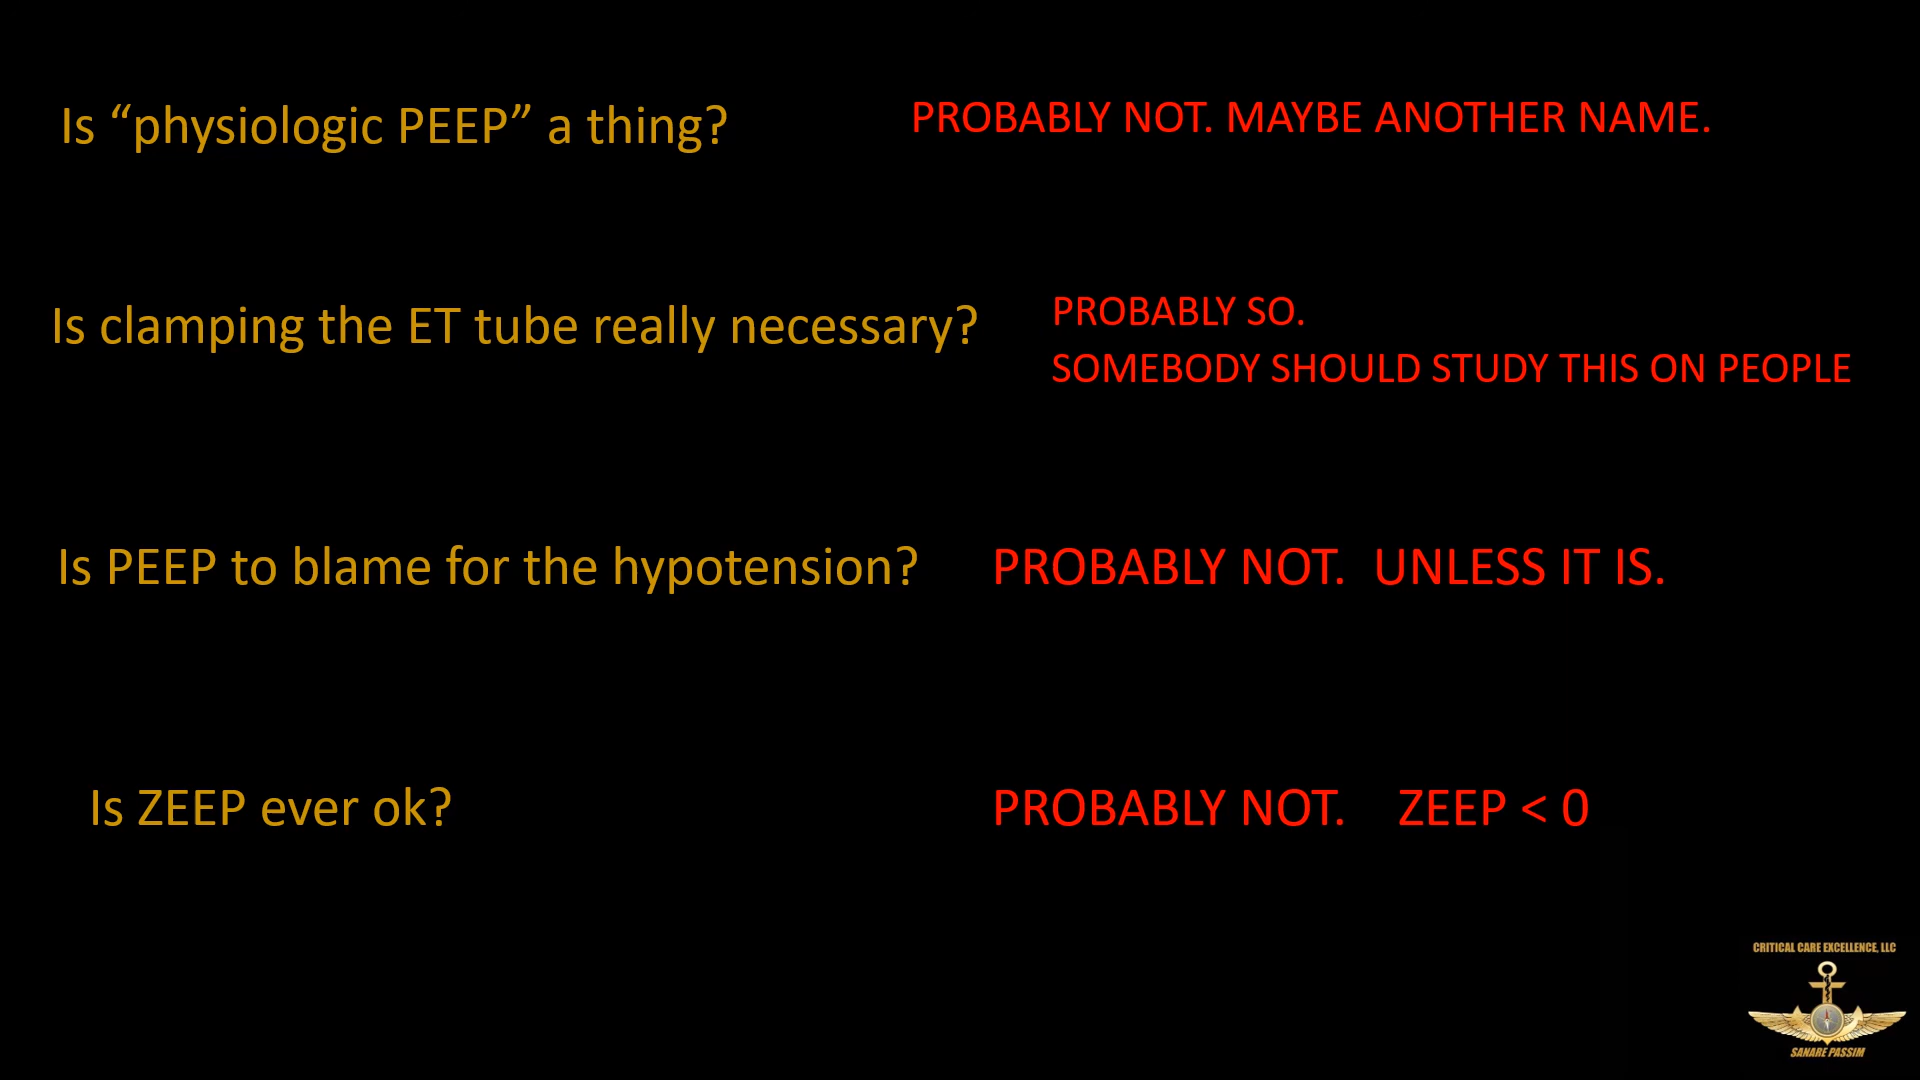 Is “physiologic PEEP” a thing?
PROBABLY NOT. MAYBE ANOTHER NAME.
Is clamping the ET tube really necessary?
PROBABLY SO.
SOMEBODY SHOULD STUDY THIS ON PEOPLE
Is PEEP to blame for the hypotension?
PROBABLY NOT.  UNLESS IT IS.
Is ZEEP ever ok?
PROBABLY NOT.    ZEEP < 0
CRITICAL CARE EXCELLENCE, LLC
SANARE PASSIM